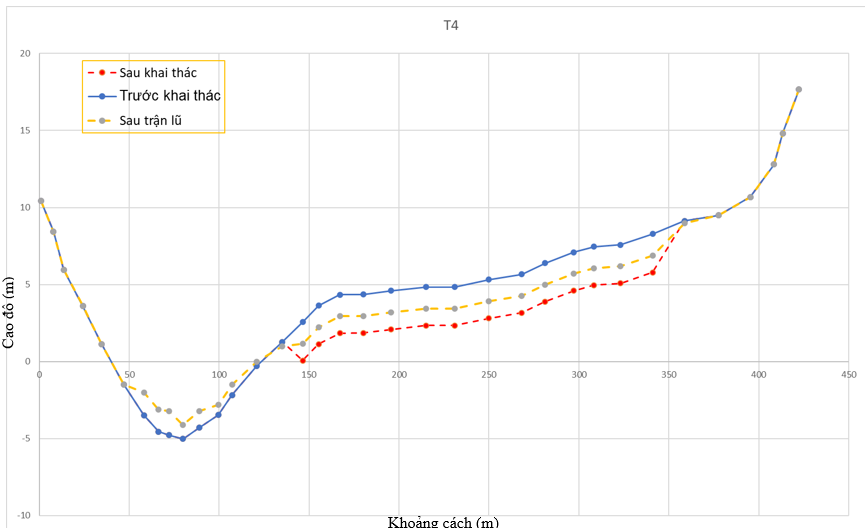 T4
20
15
10
5
0
-5
-10
Sau khai thác
Trước khai thác
Sau trận lũ
Cao độ (m)
0 50 100 150 200 250 300 350 400 450
Khoảng cách (m)